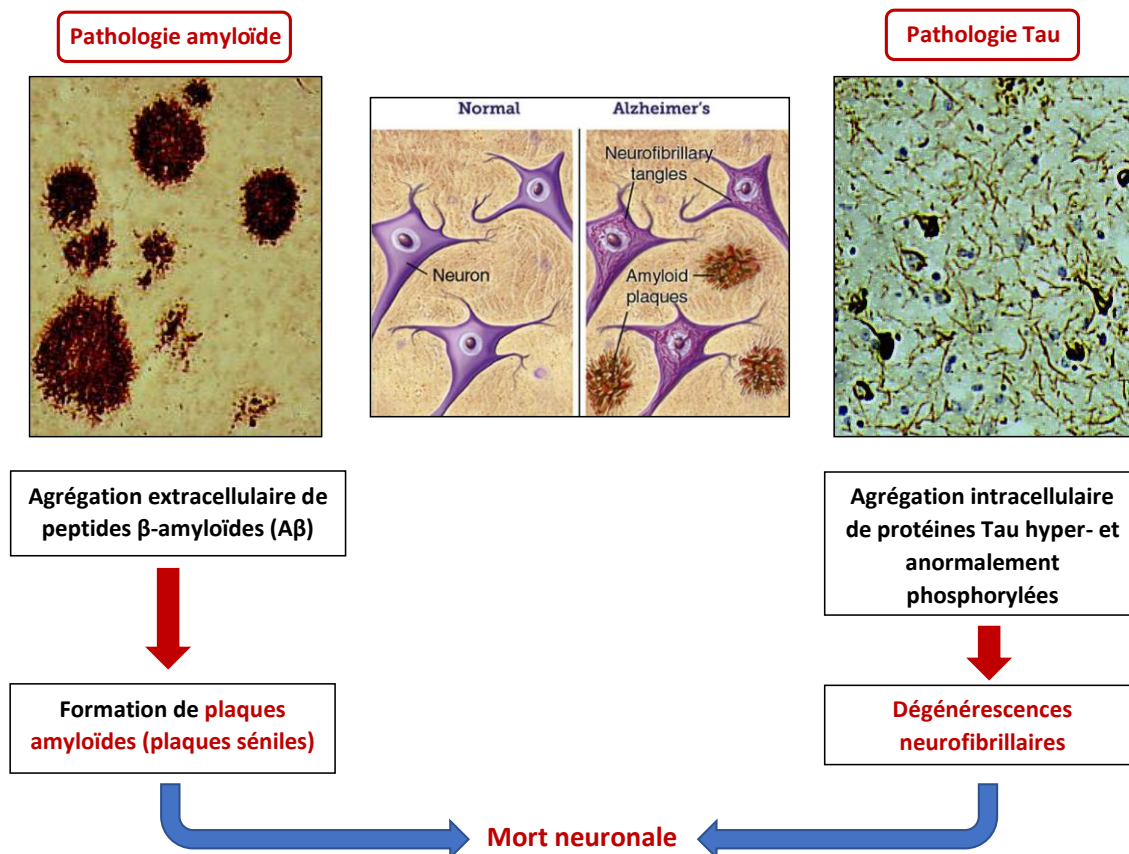 Pathologie amyloïde
Pathologie Tau
Normal
Alzheimer's
Neurofibrillary
tangles
Neuron
Amyloid
plaques
Agrégation extracellulaire de
peptides β-amyloïdes (Aβ)
Agrégation intracellulaire
de protéines Tau hyper- et
anormalement
phosphorylées
Formation de plaques
amyloïdes (plaques séniles)
Dégénérescences
neurofibrillaires
Mort neuronale